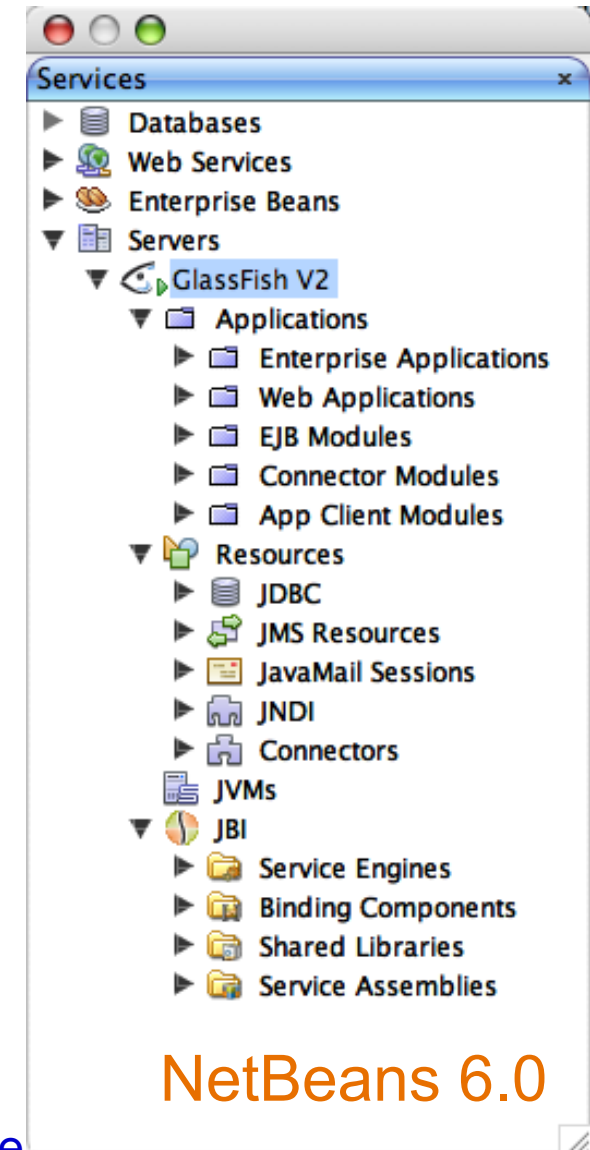 Services
Databases
Web Services
Enterprise Beans
Servers
GlassFish V2
Applications
Enterprise Applications
Web Applications
EJB Modules
Connector Modules
App Client Modules
Resources
JDBC
JMS Resources
JavaMail Sessions
JNDI
Connectors
JVMs
JBI
Service Engines
Binding Components
Shared Libraries
Service Assemblies
NetBeans 6.0
e